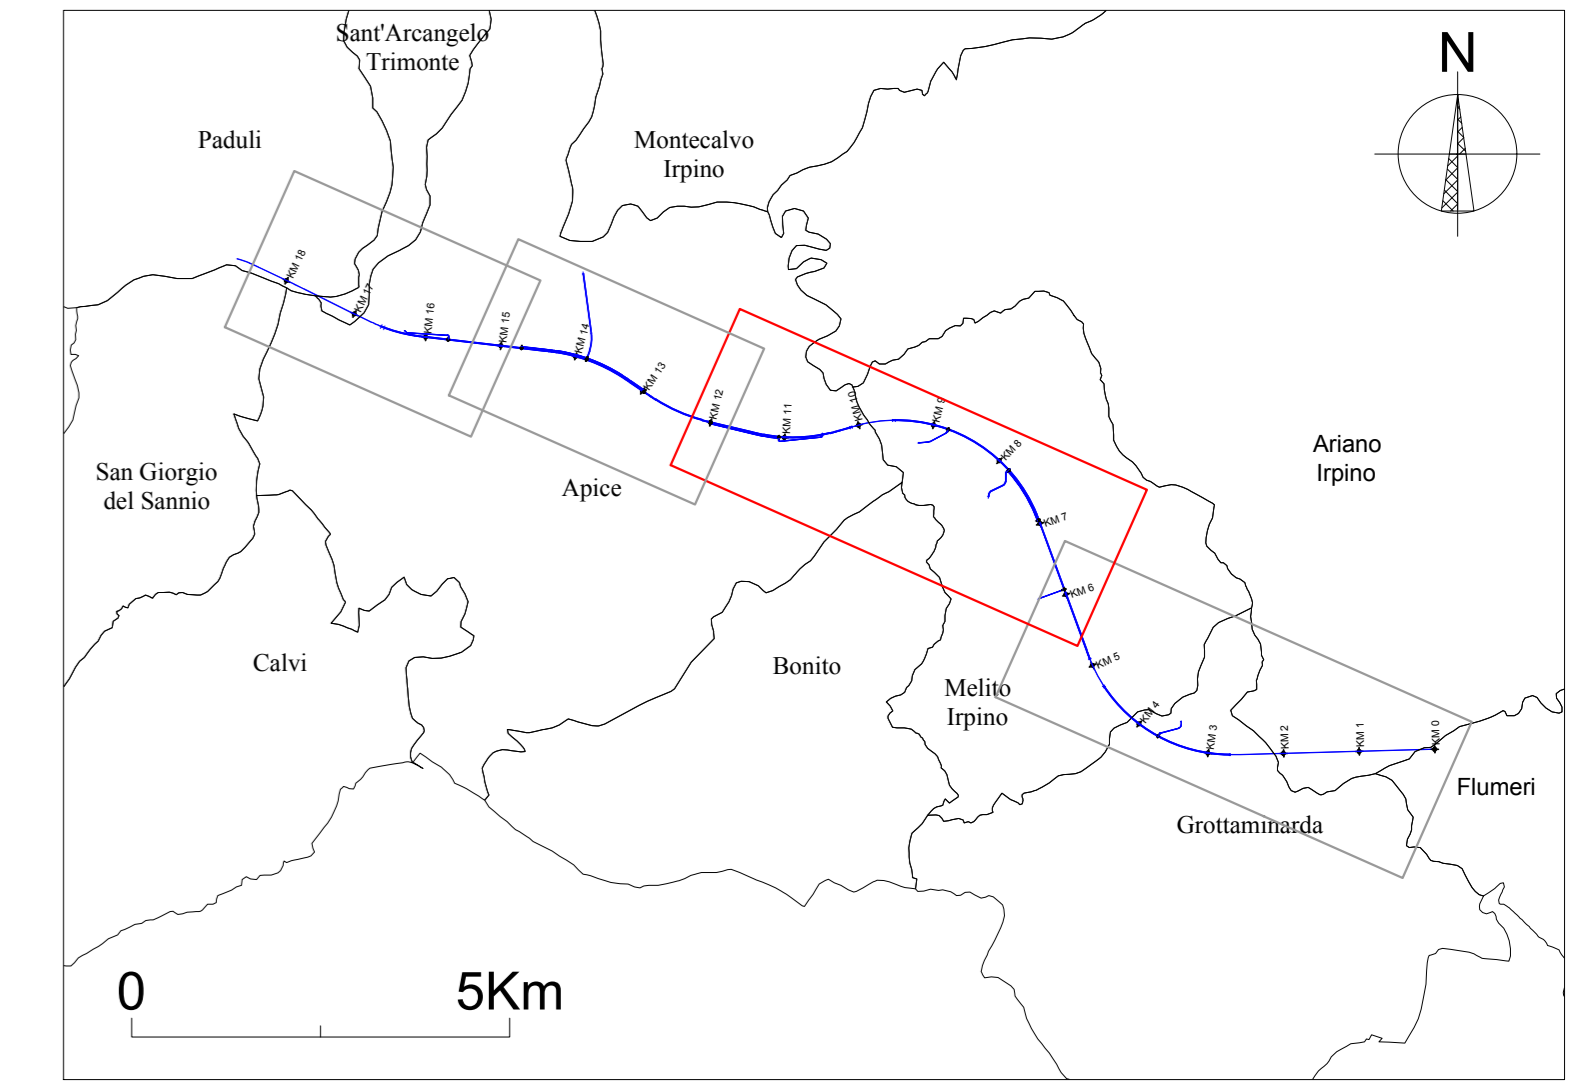 Sant'Arcangelo
Trimonte
N
Paduli
Montecalvo
Irpino
KM 18
KM 17
KM 16
KM 15
KM 14
KM 13
KM 12
KM 11
KM 10
KM 9
KM 8
KM 7
KM 6
KM 5
KM 4
KM 3
KM 2
KM 1
KM 0
Ariano
Irpino
San Giorgio
del Sannio
Apice
Calvi
Bonito
Melito
Irpino
Flumeri
Grottaminarda
0
5Km